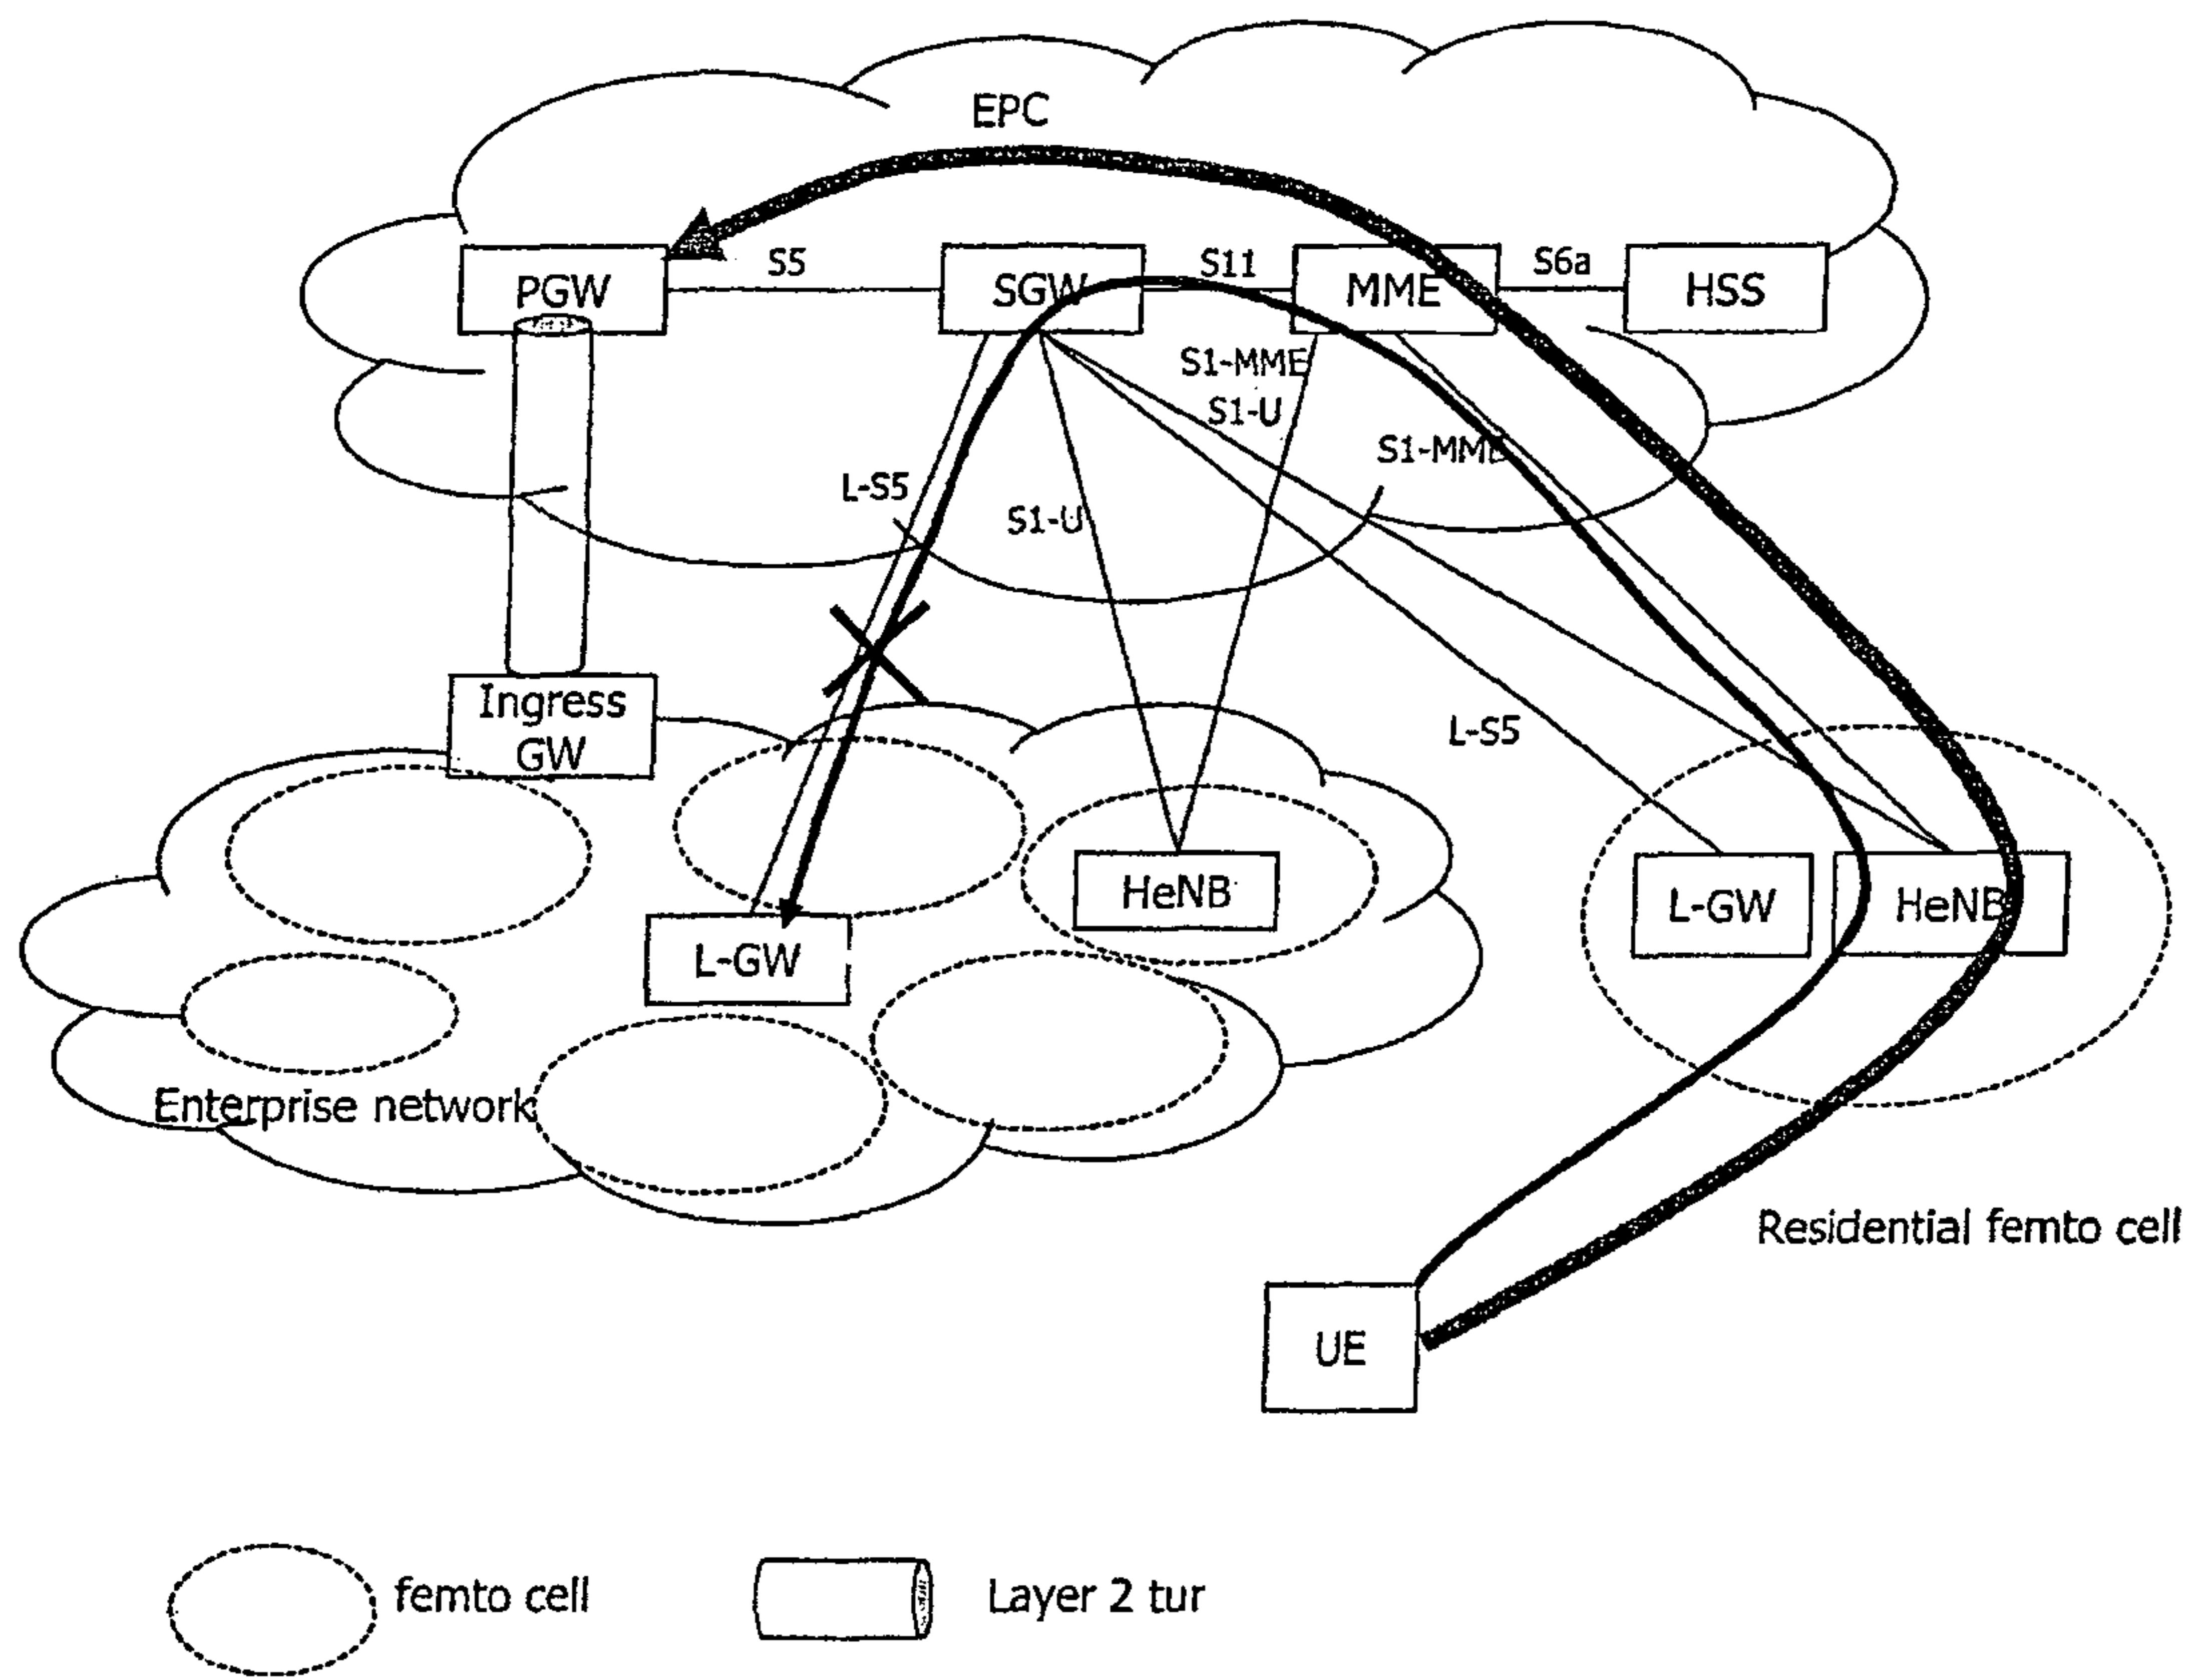 EPC
S5
S11
S6a
PGW
SGW
MME
HSS
S1-MME
S1-U
S1-MME
L-S5
S1-U
Ingress
GW
L-S5
HeNB
L-GW
HeNB
L-GW
Enterprise network
Residential femto cell
UE
femto cell
Layer 2 tur